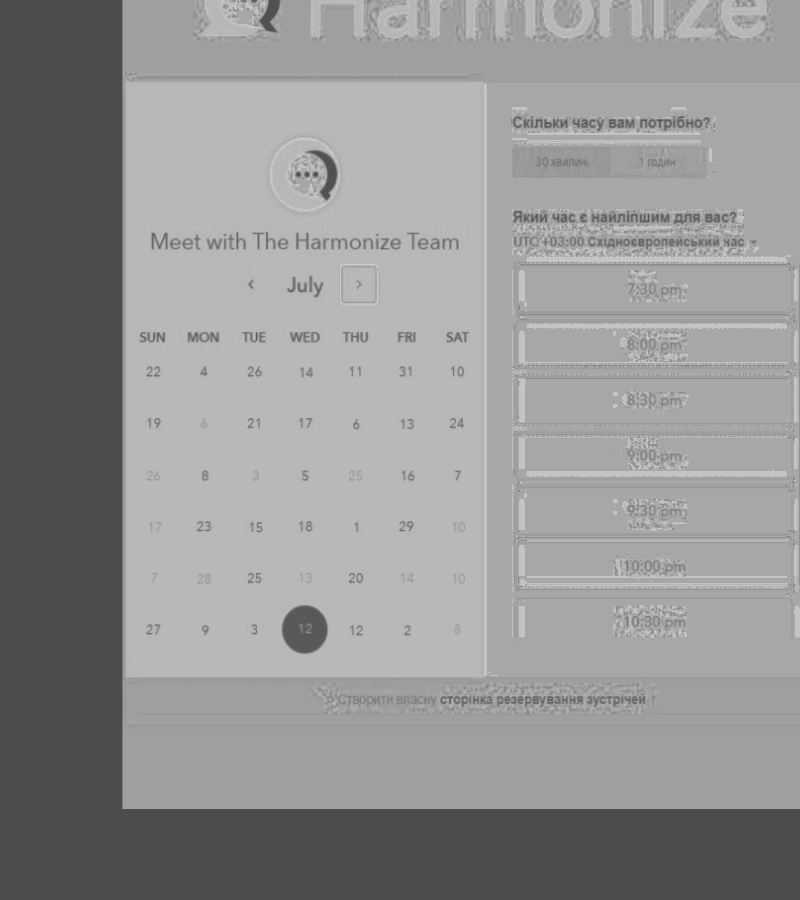 Harmonize
Meet with The Harmonize Team
July
SUN MON TUE WED THU FRI SAT
22 4 26 14 11 31 10
19 6 21 17 6 13 24
26 8 3 5 25 16 7
17 23 15 18 1 29 10
7 28 25 13 20 14 10
27 9 3 12 12 2 8
Скільки часу вам потрібно?
30 хвилин 1 годин
Який час є найліпшим для вас?
UTC +03:00 Східноєвропейський час
7:30 pm
8:00 pm
8:30 pm
9:00 pm
9:30 pm
10:00 pm
10:30 pm
Створити власну сторінка резервування зустрічей